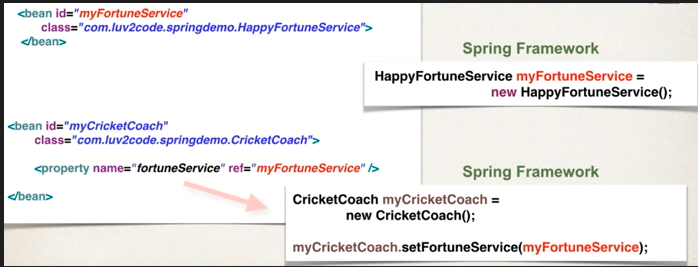 <bean id="myFortuneService"
class="com.luv2code.springdemo.HappyFortuneService">
</bean>
Spring Framework
HappyFortuneService myFortuneService =
new HappyFortuneService();
<bean id="myCricketCoach"
class="com.luv2code.springdemo.CricketCoach">
<property name="fortuneService" ref="myFortuneService" />
</bean>
Spring Framework
CricketCoach myCricketCoach =
new CricketCoach();
myCricketCoach.setFortuneService(myFortuneService);